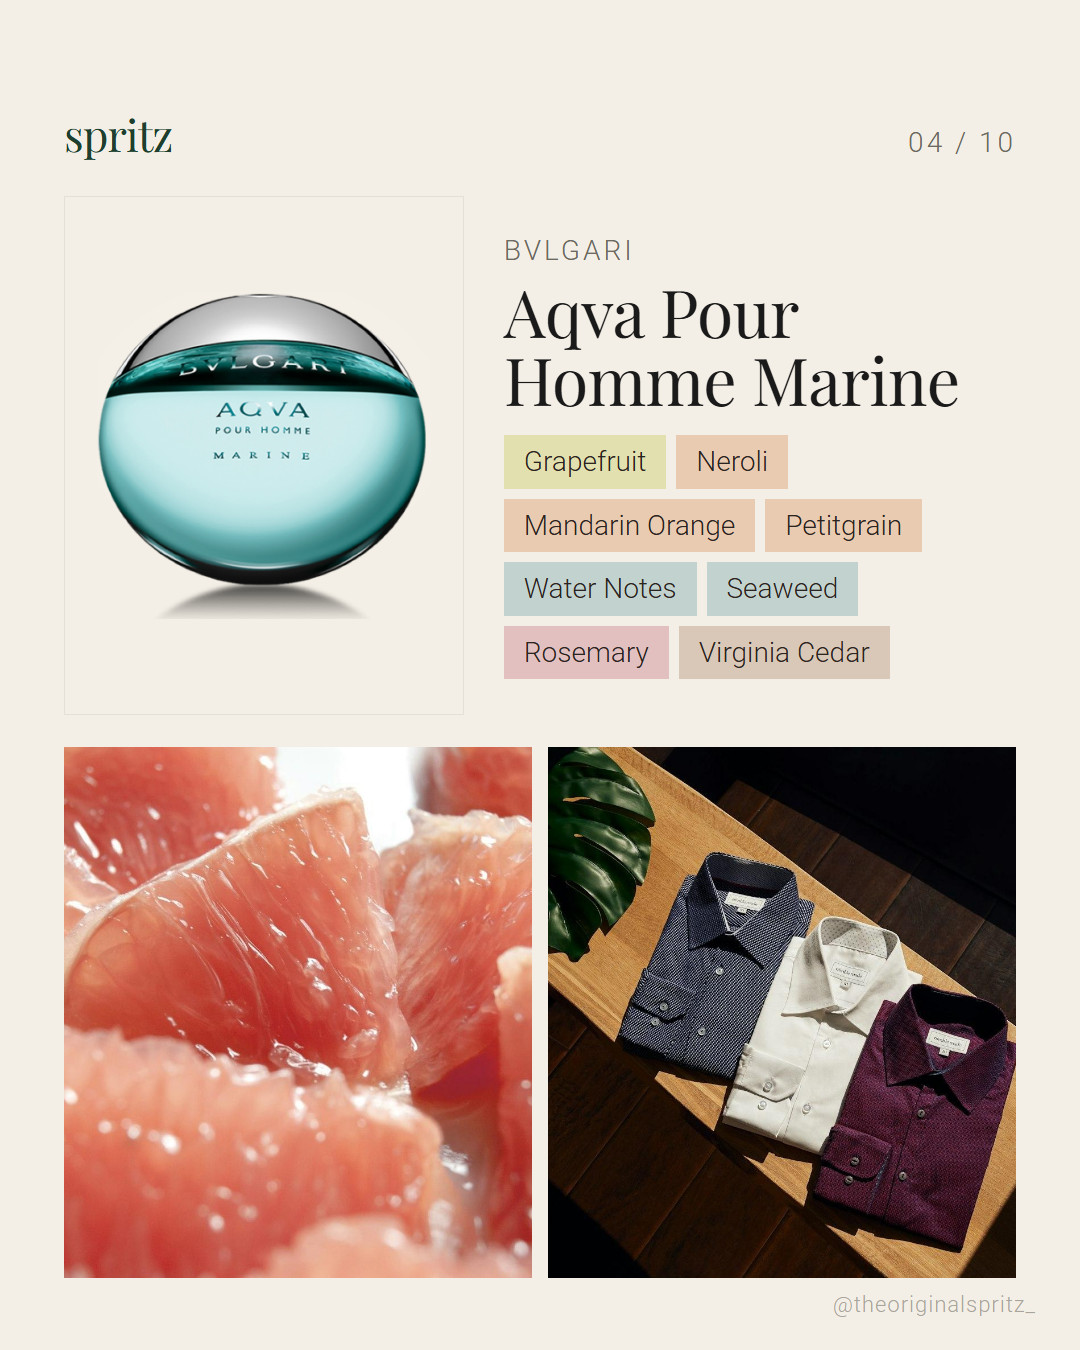 spritz
04 / 10
BVLGARI
Aqva Pour
Homme Marine
Grapefruit
Neroli
Mandarin Orange
Petitgrain
Water Notes
Seaweed
Rosemary
Virginia Cedar
BVLGARI
AQVA
POUR HOMME
MARINE
@theoriginalspritz_